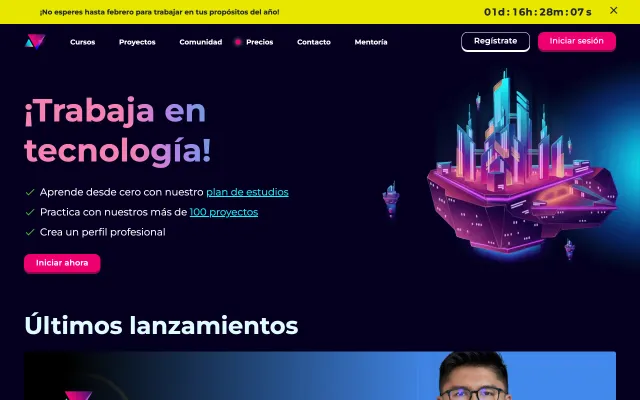 ¡No esperes hasta febrero para trabajar en tus propósitos del año!
01d: 16h: 28m: 07s
Cursos
Proyectos
Comunidad
Precios
Contacto
Mentoría
Regístrate
Iniciar sesión
¡Trabaja en
tecnología!
Aprende desde cero con nuestro plan de estudios
Practica con nuestros más de 100 proyectos
Crea un perfil profesional
Iniciar ahora
Últimos lanzamientos